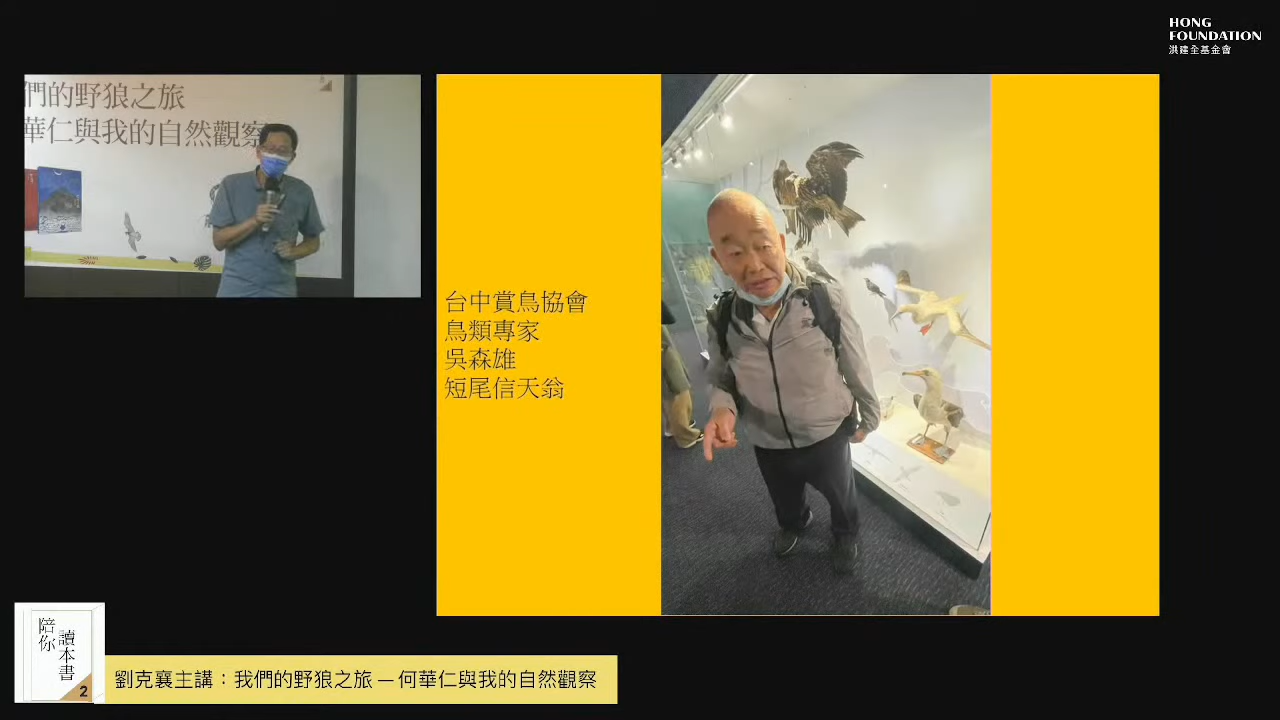 HONG
FOUNDATION
洪建全基金會
們的野狼之旅
華仁與我的自然觀察
台中賞鳥協會
鳥類專家
吳森雄
短尾信天翁
陪你
讀本書
2
劉克襄主講：我們的野狼之旅 ─ 何華仁與我的自然觀察